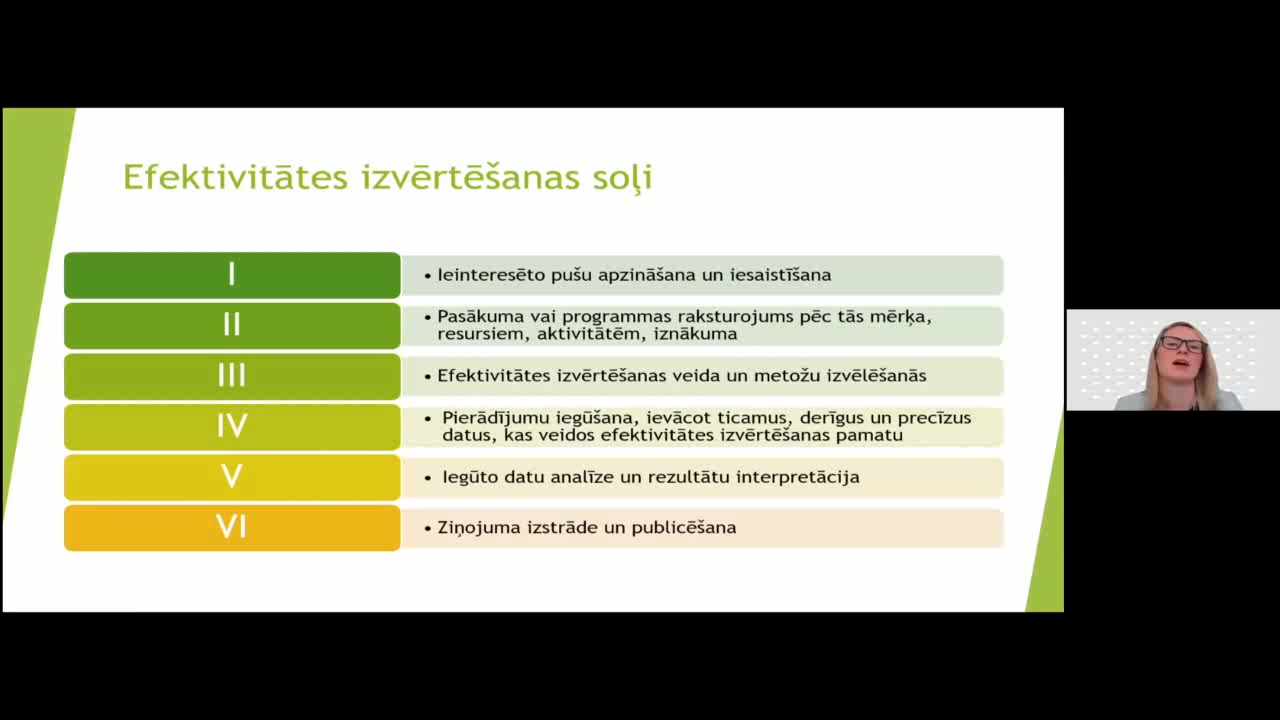 Efektivitātes izvērtēšanas soļi
I
• Ieinteresēto pušu apzināšana un iesaistīšana
II
• Pasākuma vai programmas raksturojums pēc tās mērķa,
resursiem, aktivitātēm, iznākuma
III
• Efektivitātes izvērtēšanas veida un metožu izvēlēšanās
IV
• Pierādījumu iegūšana, ievācot ticamus, derīgus un precīzus
datus, kas veidos efektivitātes izvērtēšanas pamatu
V
• Iegūto datu analīze un rezultātu interpretācija
VI
• Ziņojuma izstrāde un publicēšana